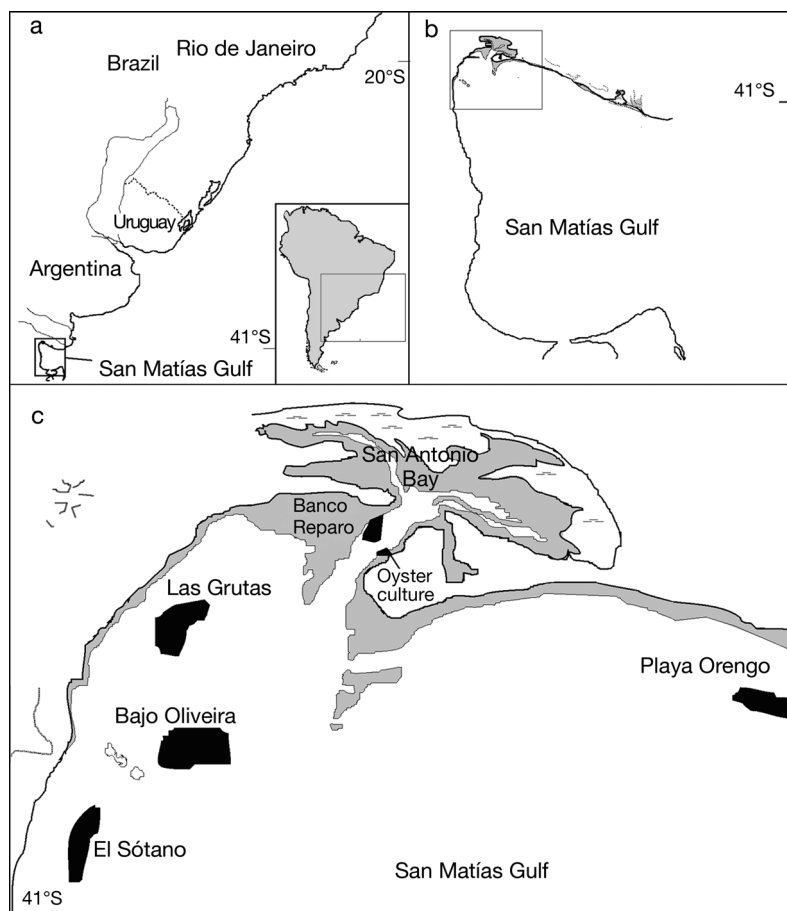 a
Rio de Janeiro
Brazil
20°S
Uruguay
Argentina
41°S
San Matías Gulf
b
41°S
San Matías Gulf
c
San Antonio
Bay
Banco
Reparo
Oyster
culture
Las Grutas
Playa Orengo
Bajo Oliveira
El Sótano
San Matías Gulf
41°S